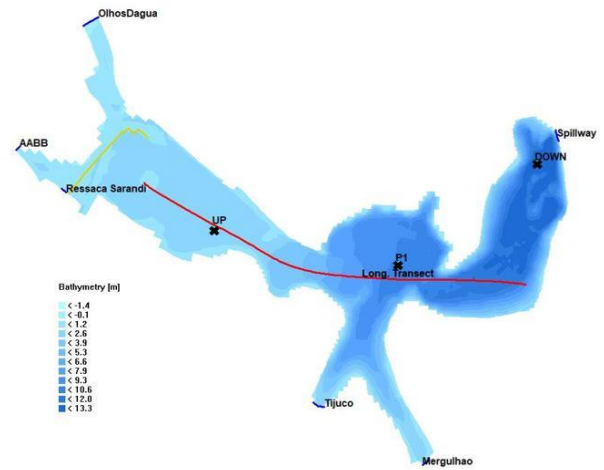 OlhosDagua
AABB
Ressaca Sarandi
Spillway
DOWN
UP
P1
Long. Transect
Bathymetry [m]
< -1.4
< -0.1
< 1.2
< 2.6
< 3.9
< 5.3
< 6.6
< 7.9
< 9.3
< 10.6
< 12.0
< 13.3
Tijuco
Mergulhao